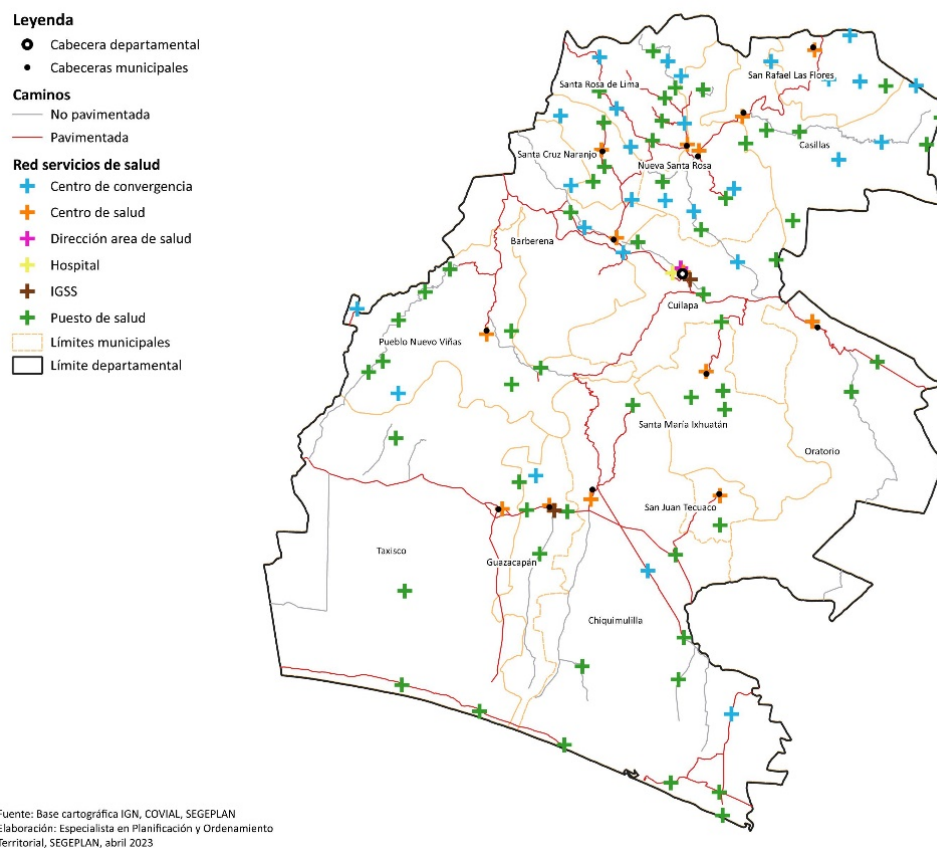 Leyenda
Cabecera departamental
Cabeceras municipales
Caminos
No pavimentada
Pavimentada
Red servicios de salud
Centro de convergencia
Centro de salud
Dirección area de salud
Hospital
IGSS
Puesto de salud
Límites municipales
Límite departamental
San Rafael Las Flores
Santa Rosa de Lima
Casillas
Santa Cruz Naranjo
Nueva Santa Rosa
Barberena
Cuilapa
Pueblo Nuevo Viñas
Santa María Ixhuatán
Oratorio
San Juan Tecuaco
Taxisco
Guazacapán
Chiquimulilla
Fuente: Base cartográfica IGN, COVIAL, SEGEPLAN
Elaboración: Especialista en Planificación y Ordenamiento
Territorial, SEGEPLAN, abril 2023